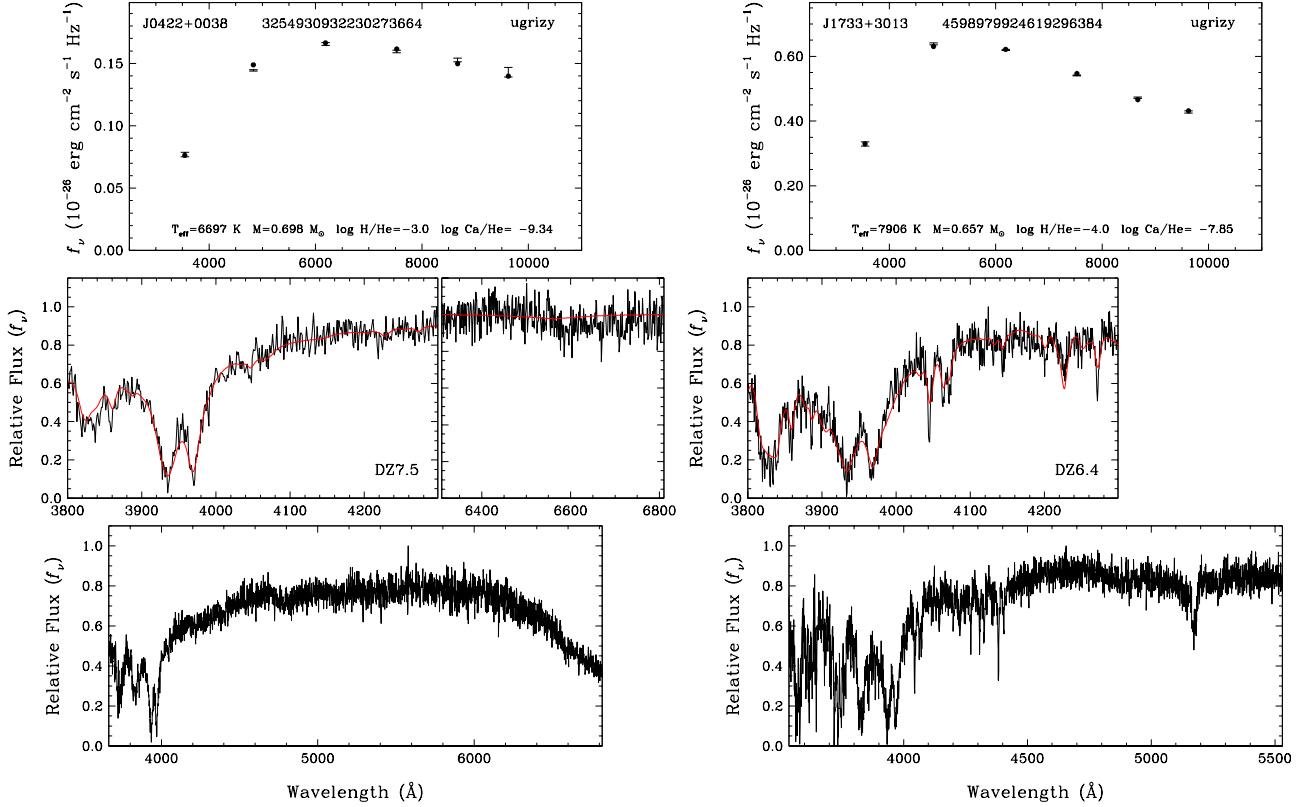 J0422+0038 3254930932230273664 ugrizy
f_ν (10^−26 erg cm^−2 s^−1 Hz^−1)
0.15
0.10
0.05
0.00
T_eff=6697 K M=0.698 M_⊙ log H/He=−3.0 log Ca/He= −9.34
4000 6000 8000 10000
J1733+3013 4598979924619296384 ugrizy
f_ν (10^−26 erg cm^−2 s^−1 Hz^−1)
0.60
0.40
0.20
0.00
T_eff=7906 K M=0.657 M_⊙ log H/He=−4.0 log Ca/He= −7.85
4000 6000 8000 10000
Relative Flux (f_ν)
1.0
0.8
0.6
0.4
0.2
0.0
DZ7.5
3800 3900 4000 4100 4200 6400 6600 6800
Relative Flux (f_ν)
1.0
0.8
0.6
0.4
0.2
0.0
DZ6.4
3800 3900 4000 4100 4200
Relative Flux (f_ν)
1.0
0.8
0.6
0.4
0.2
0.0
4000 5000 6000
Wavelength (Å)
Relative Flux (f_ν)
1.0
0.8
0.6
0.4
0.2
0.0
4000 4500 5000 5500
Wavelength (Å)